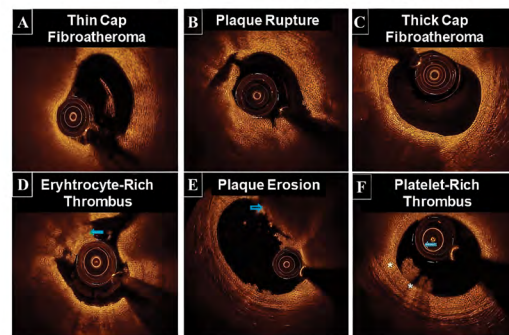 A
Thin Cap
Fibroatheroma
B
Plaque Rupture
C
Thick Cap
Fibroatheroma
D
Eryhtrocyte-Rich
Thrombus
E
Plaque Erosion
F
Platelet-Rich
Thrombus